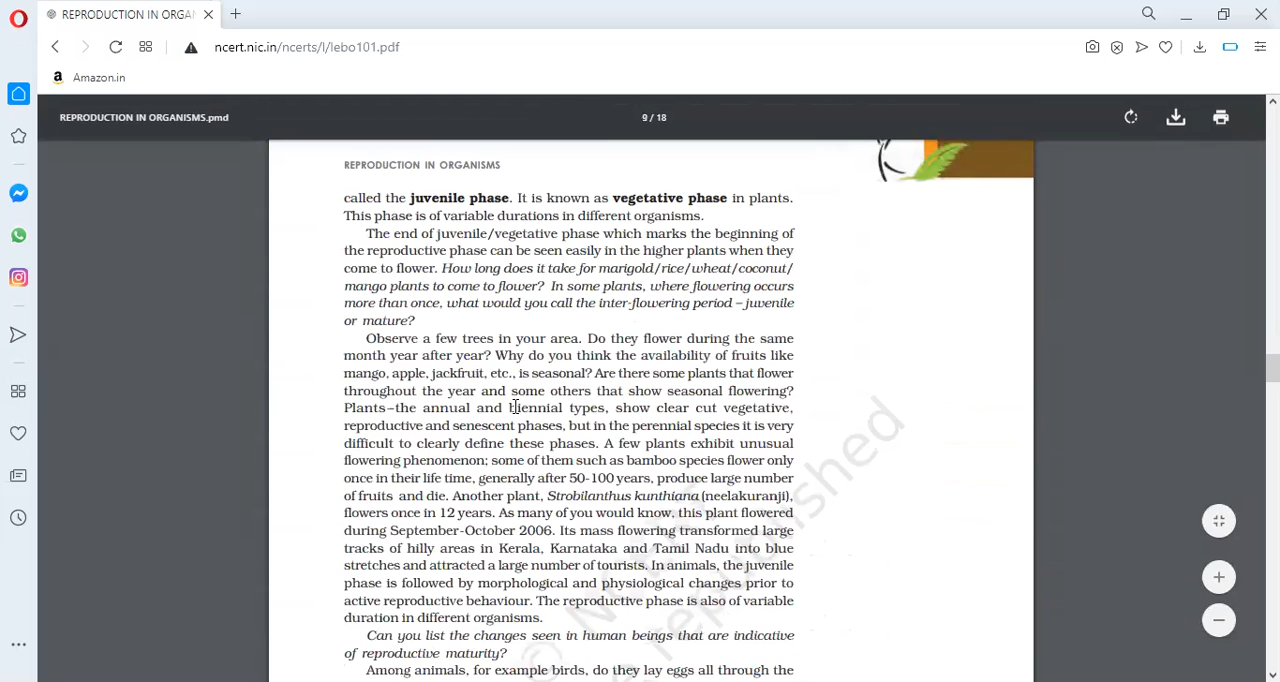 REPRODUCTION IN ORGAN
ncert.nic.in/ncerts/l/lebo101.pdf
Amazon.in
REPRODUCTION IN ORGANISMS.pmd
9 / 18
REPRODUCTION IN ORGANISMS
called the juvenile phase. It is known as vegetative phase in plants.
This phase is of variable durations in different organisms.
The end of juvenile/vegetative phase which marks the beginning of
the reproductive phase can be seen easily in the higher plants when they
come to flower. How long does it take for marigold/rice/wheat/coconut/
mango plants to come to flower? In some plants, where flowering occurs
more than once, what would you call the inter-flowering period – juvenile
or mature?
Observe a few trees in your area. Do they flower during the same
month year after year? Why do you think the availability of fruits like
mango, apple, jackfruit, etc., is seasonal? Are there some plants that flower
throughout the year and some others that show seasonal flowering?
Plants–the annual and biennial types, show clear cut vegetative,
reproductive and senescent phases, but in the perennial species it is very
difficult to clearly define these phases. A few plants exhibit unusual
flowering phenomenon; some of them such as bamboo species flower only
once in their life time, generally after 50-100 years, produce large number
of fruits and die. Another plant, Strobilanthus kunthiana (neelakuranji),
flowers once in 12 years. As many of you would know, this plant flowered
during September-October 2006. Its mass flowering transformed large
tracks of hilly areas in Kerala, Karnataka and Tamil Nadu into blue
stretches and attracted a large number of tourists. In animals, the juvenile
phase is followed by morphological and physiological changes prior to
active reproductive behaviour. The reproductive phase is also of variable
duration in different organisms.
Can you list the changes seen in human beings that are indicative
of reproductive maturity?
Among animals, for example birds, do they lay eggs all through the